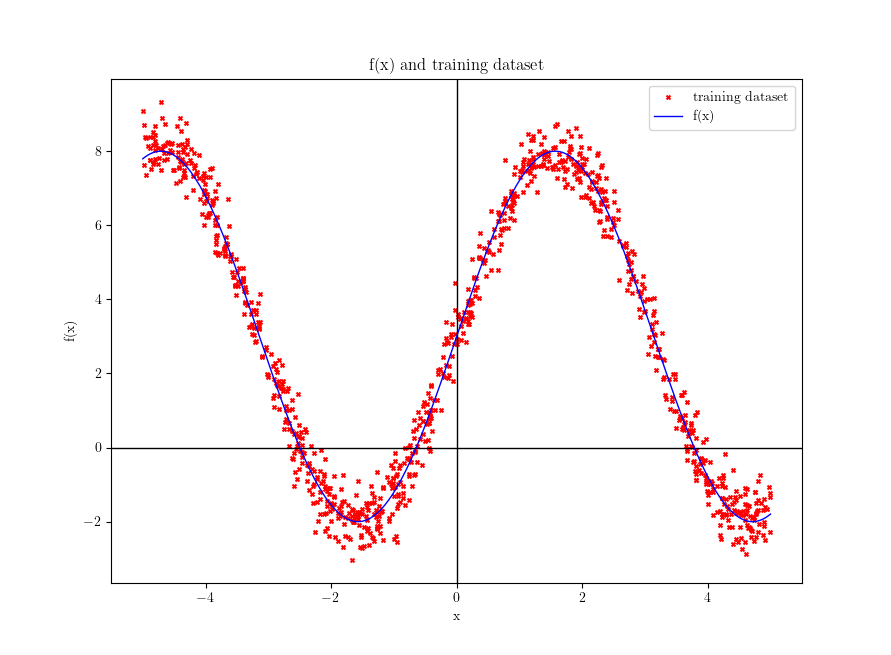 f(x) and training dataset
training dataset
f(x)
8
6
4
2
0
−2
f(x)
−4
−2
0
2
4
x